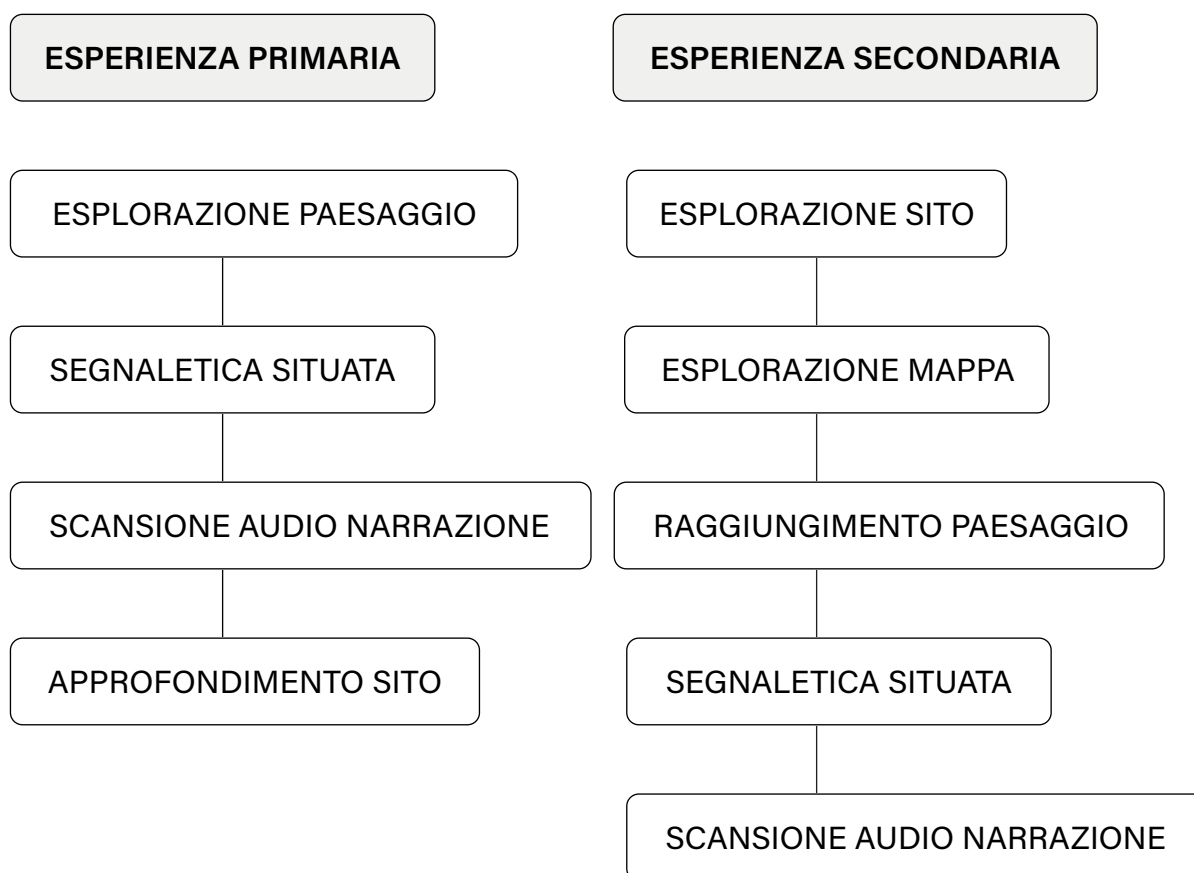 ESPERIENZA PRIMARIA
ESPLORAZIONE PAESAGGIO
SEGNALETICA SITUATA
SCANSIONE AUDIO NARRAZIONE
APPROFONDIMENTO SITO
ESPERIENZA SECONDARIA
ESPLORAZIONE SITO
ESPLORAZIONE MAPPA
RAGGIUNGIMENTO PAESAGGIO
SEGNALETICA SITUATA
SCANSIONE AUDIO NARRAZIONE